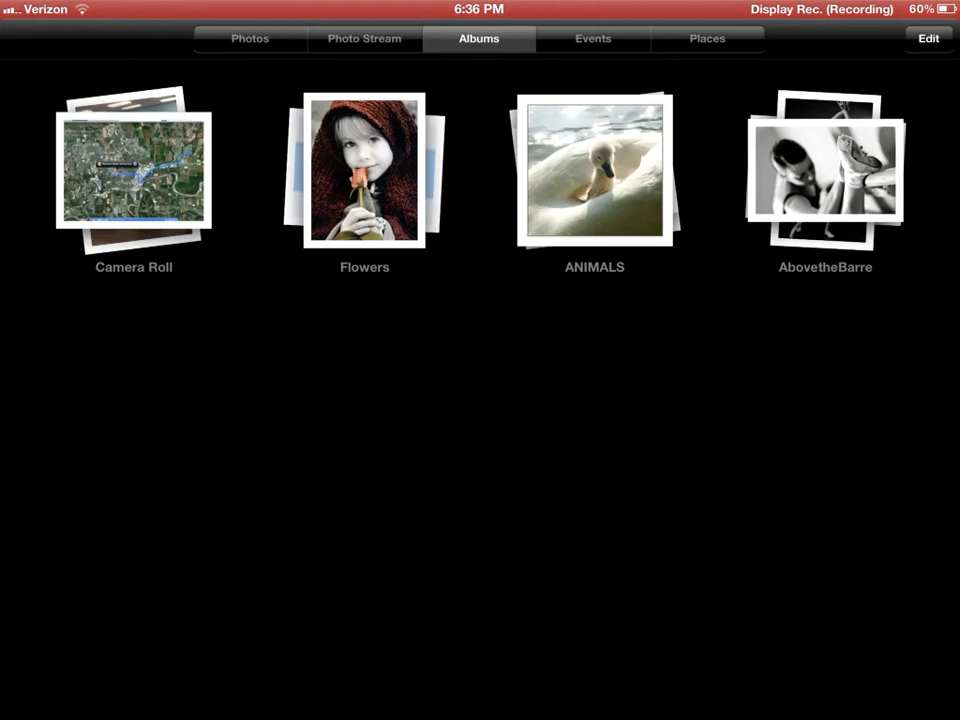 Verizon 6:36 PM Display Rec. (Recording) 60%
Photos Photo Stream Albums Events Places Edit
Camera Roll Flowers ANIMALS AbovetheBarre